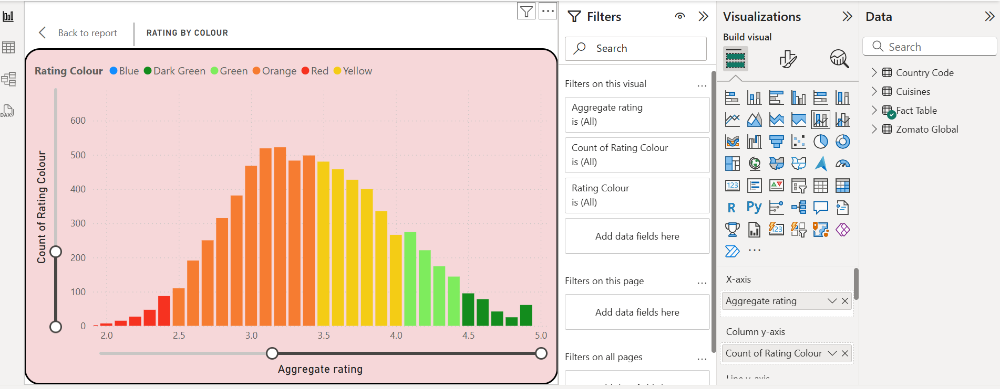 Back to report
RATING BY COLOUR
Rating Colour Blue Dark Green Green Orange Red Yellow
Count of Rating Colour
600
500
400
300
200
100
0
2.0 2.5 3.0 3.5 4.0 4.5 5.0
Aggregate rating
Filters
Search
Filters on this visual ...
Aggregate rating
is (All)
Count of Rating Colour
is (All)
Rating Colour
is (All)
Add data fields here
Filters on this page ...
Add data fields here
Filters on all pages ...
Visualizations
Build visual
123
R
Py
123
...
X-axis
Aggregate rating
Column y-axis
Count of Rating Colour
Data
Search
Country Code
Cuisines
Fact Table
Zomato Global
DAX